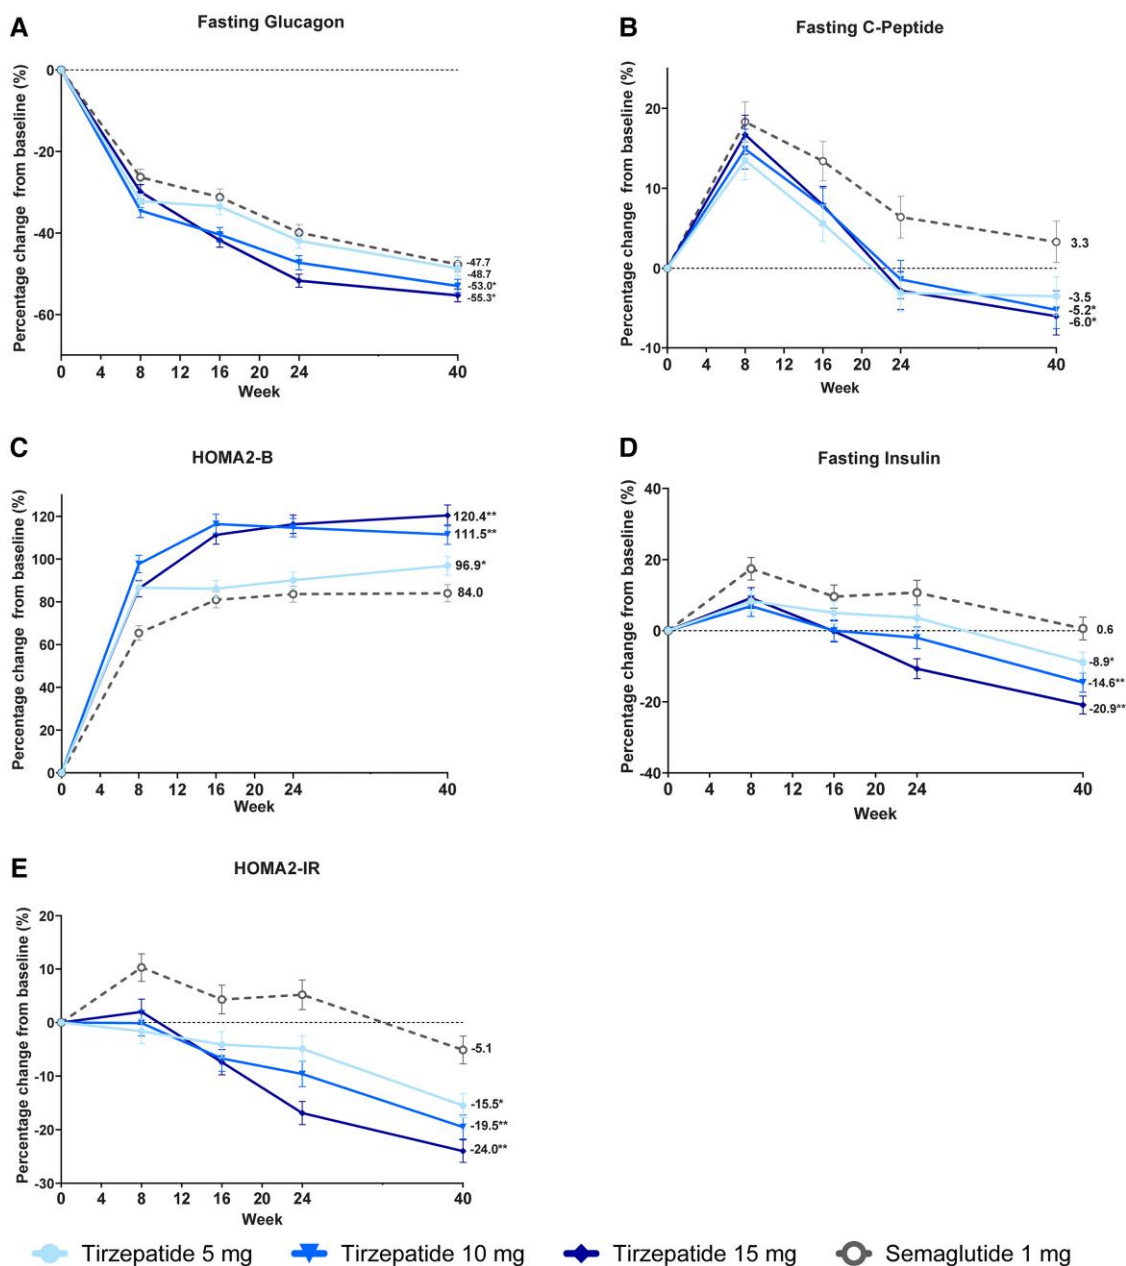 A
Fasting Glucagon
Percentage change from baseline (%)
0
-20
-40
-60
-47.7
-48.7
-53.0*
-55.3*
0 4 8 12 16 20 24 40
Week
B
Fasting C-Peptide
Percentage change from baseline (%)
20
10
0
-10
3.3
-3.5
-5.2*
-6.0*
0 4 8 12 16 20 24 40
Week
C
HOMA2-B
Percentage change from baseline (%)
120
100
80
60
40
20
0
120.4**
111.5**
96.9*
84.0
0 4 8 12 16 20 24 40
Week
D
Fasting Insulin
Percentage change from baseline (%)
40
20
0
-20
-40
0.6
-8.9*
-14.6**
-20.9**
0 4 8 12 16 20 24 40
Week
E
HOMA2-IR
Percentage change from baseline (%)
20
10
0
-10
-20
-30
-5.1
-15.5*
-19.5**
-24.0**
0 4 8 12 16 20 24 40
Week
Tirzepatide 5 mg
Tirzepatide 10 mg
Tirzepatide 15 mg
Semaglutide 1 mg